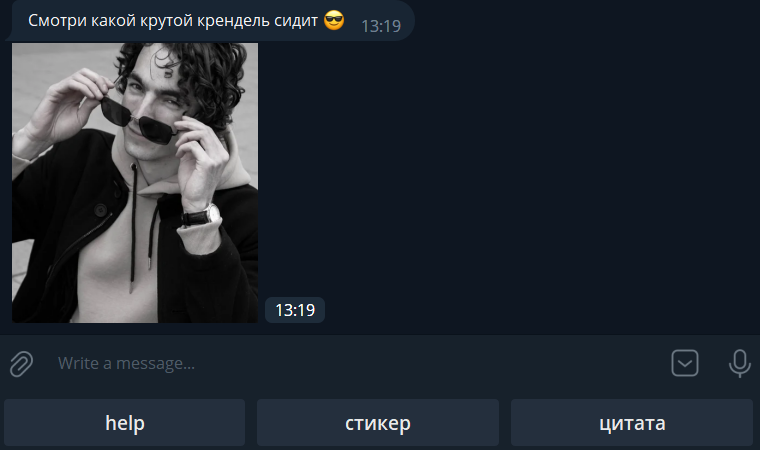 Смотри какой крутой крендель сидит 😎 13:19
13:19
Write a message...
help стикер цитата